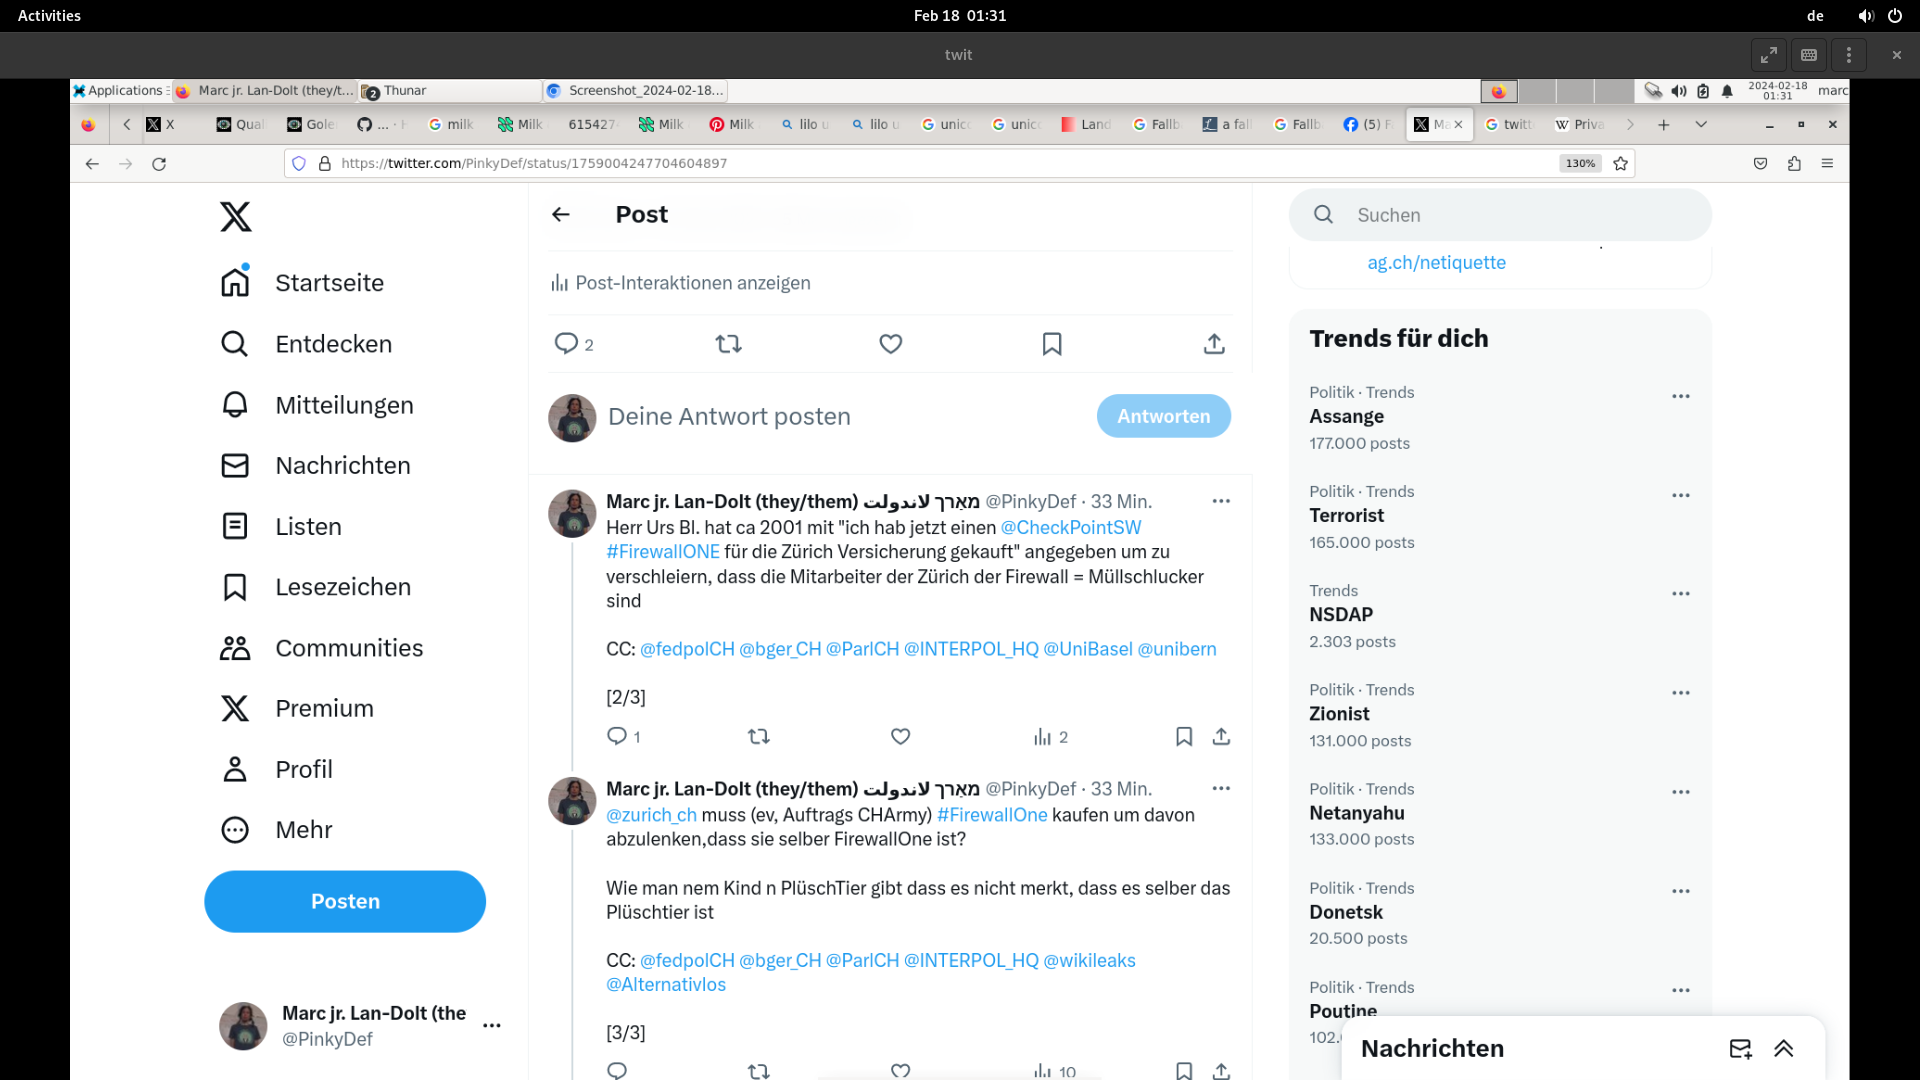 Activities
Feb 18 01:31
de
twit
Applications
Marc jr. Lan-Dolt (they/t...
2
Thunar
Screenshot_2024-02-18...
2024-02-18
01:31
marc
X
Qual
Gole
... · H
milk
Milk
615427
Milk
Milk
lilo u
lilo u
unic
unic
Land
Fallb
a fal
Fallb
(5) F
Ma
twitt
Priva
https://twitter.com/PinkyDef/status/1759004247704604897
130%
Startseite
Entdecken
Mitteilungen
Nachrichten
Listen
Lesezeichen
Communities
Premium
Profil
Mehr
Posten
Marc jr. Lan-Dolt (the
@PinkyDef
Post
Post-Interaktionen anzeigen
2
Deine Antwort posten
Antworten
Marc jr. Lan-Dolt (they/them) מאַרך לاندولت @PinkyDef · 33 Min.
Herr Urs Bl. hat ca 2001 mit "ich hab jetzt einen @CheckPointSW
#FirewallONE für die Zürich Versicherung gekauft" angegeben um zu
verschleiern, dass die Mitarbeiter der Zürich der Firewall = Müllschlucker
sind
CC: @fedpolCH @bger_CH @ParlCH @INTERPOL_HQ @UniBasel @unibern
[2/3]
1
2
Marc jr. Lan-Dolt (they/them) מאַרך לاندولت @PinkyDef · 33 Min.
@zurich_ch muss (ev, Auftrags CHArmy) #FirewallOne kaufen um davon
abzulenken,dass sie selber FirewallOne ist?
Wie man nem Kind n PlüschTier gibt dass es nicht merkt, dass es selber das
Plüschtier ist
CC: @fedpolCH @bger_CH @ParlCH @INTERPOL_HQ @wikileaks
@Alternativlos
[3/3]
10
Suchen
ag.ch/netiquette
Trends für dich
Politik · Trends
Assange
177.000 posts
Politik · Trends
Terrorist
165.000 posts
Trends
NSDAP
2.303 posts
Politik · Trends
Zionist
131.000 posts
Politik · Trends
Netanyahu
133.000 posts
Politik · Trends
Donetsk
20.500 posts
Politik · Trends
Poutine
102.
Nachrichten